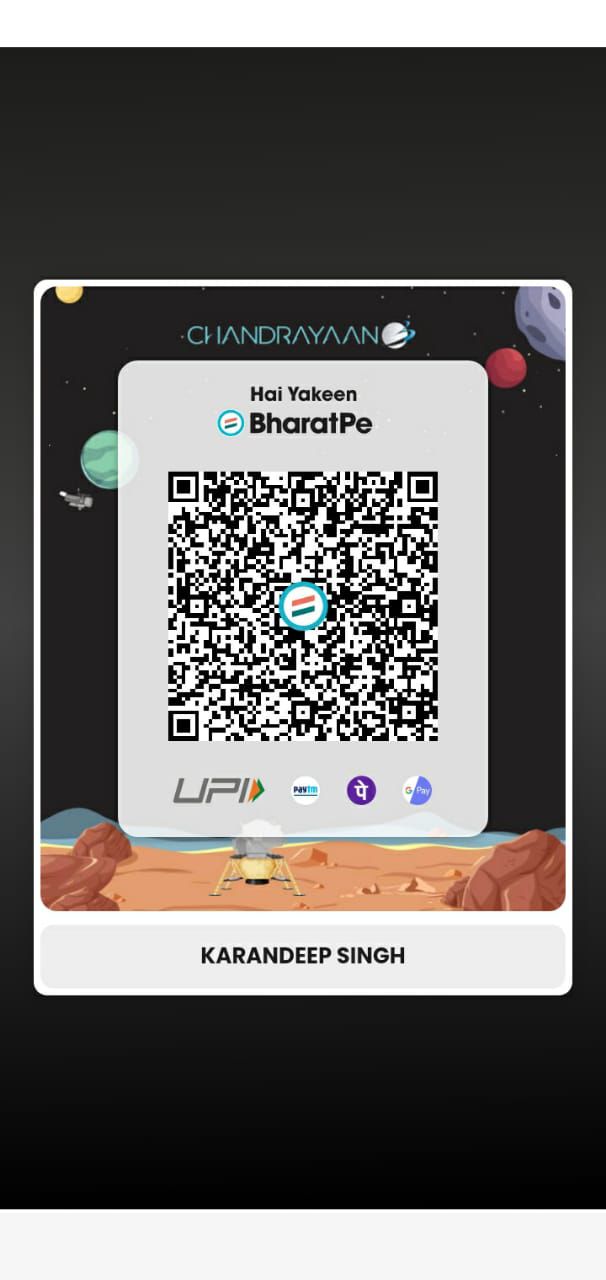 CHANDRAYAAN
Hai Yakeen
BharatPe
UPI
Paytm
पे
G Pay
KARANDEEP SINGH